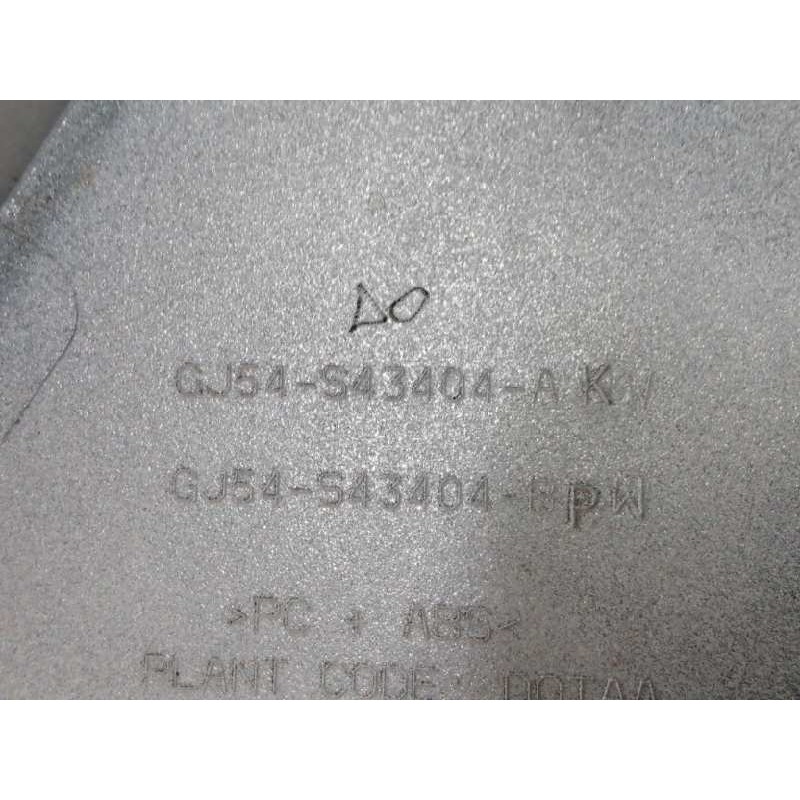 GJ54-S43404-A K
GJ54-S43404-
>PC + ABS<
PLANT CODE